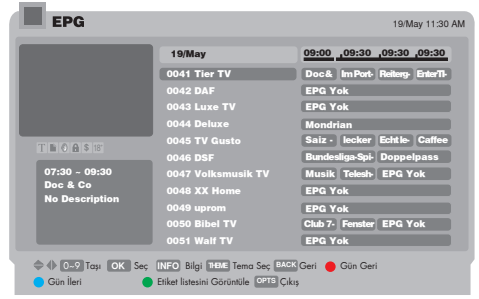 EPG
19/May 11:30 AM
19/May 09:00 ,09:30 ,09:30 ,09:30
0041 Tier TV Doc& Im Port- Reiterg- EnterTI-
0042 DAF EPG Yok
0043 Luxe TV EPG Yok
0044 Deluxe Mondrian
0045 TV Gusto Saiz - lecker Echt le- Caffee
0046 DSF Bundesliga-Spi- Doppelpass
0047 Volksmusik TV Musik Telesh- EPG Yok
0048 XX Home EPG Yok
0049 uprom EPG Yok
0050 Bibel TV Club 7- Fenster EPG Yok
0051 Walf TV EPG Yok
T $ 18+
07:30 – 09:30
Doc & Co
No Description
0~9 Taşı OK Seç INFO Bilgi THEME Tema Seç BACK Geri Gün Geri
Gün İleri Etiket listesini Görüntüle OPTS Çıkış